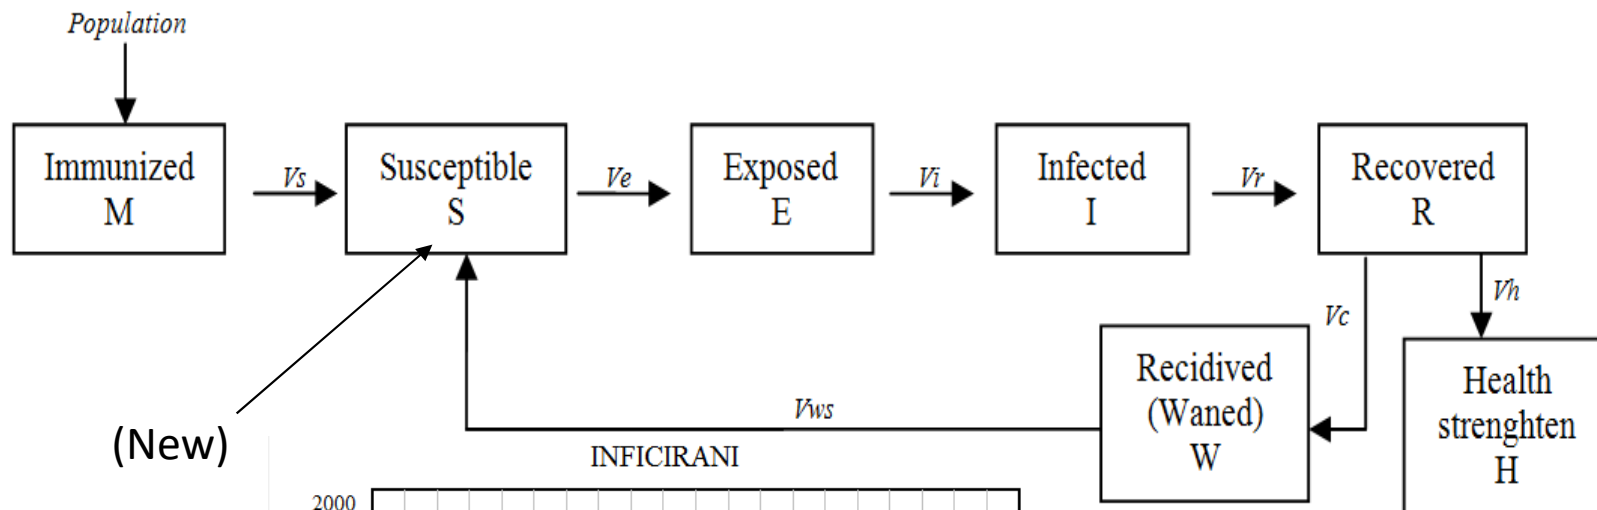 Population
Immunized
M
Vs
Susceptible
S
Ve
Exposed
E
Vi
Infected
I
Vr
Recovered
R
Vh
Vc
Recidived
(Waned)
W
Health
strenghten
H
Vws
(New)
INFICIRANI
2000